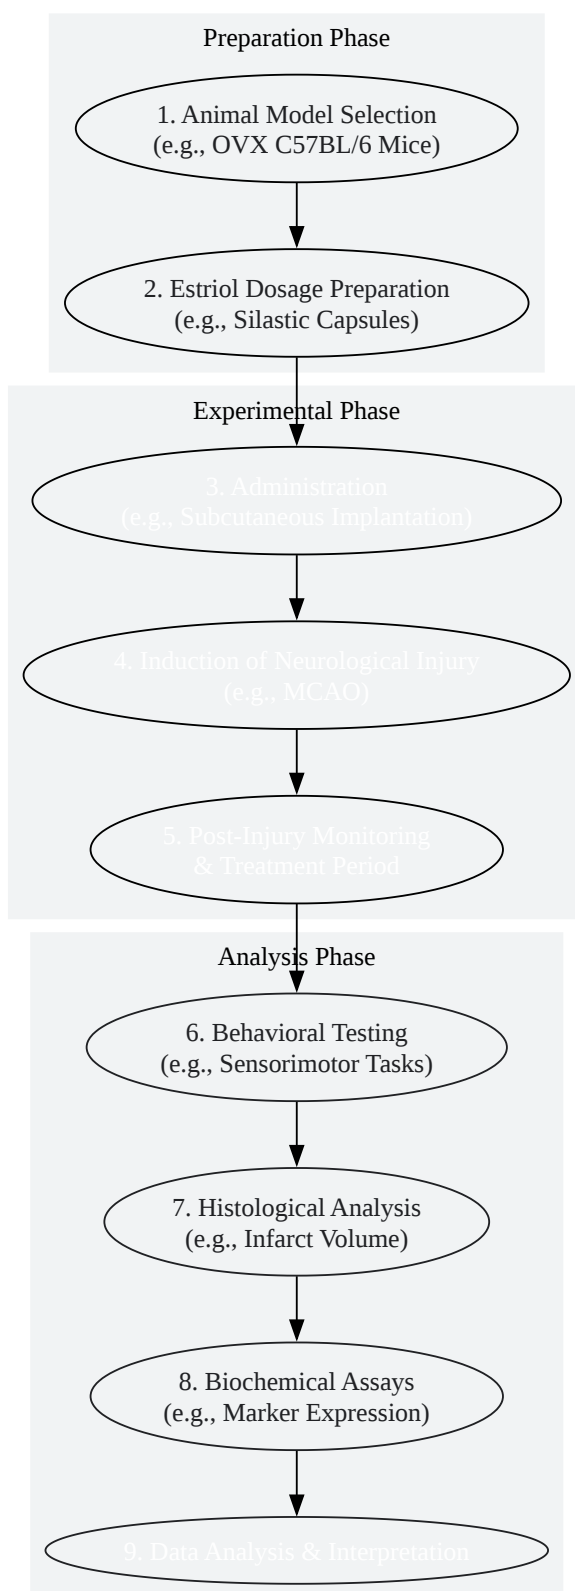 Preparation Phase
1. Animal Model Selection
(e.g., OVX C57BL/6 Mice)
2. Estriol Dosage Preparation
(e.g., Silastic Capsules)
Experimental Phase
3. Administration
(e.g., Subcutaneous Implantation)
4. Induction of Neurological Injury
(e.g., MCAO)
5. Post-Injury Monitoring
& Treatment Period
Analysis Phase
6. Behavioral Testing
(e.g., Sensorimotor Tasks)
7. Histological Analysis
(e.g., Infarct Volume)
8. Biochemical Assays
(e.g., Marker Expression)
9. Data Analysis & Interpretation